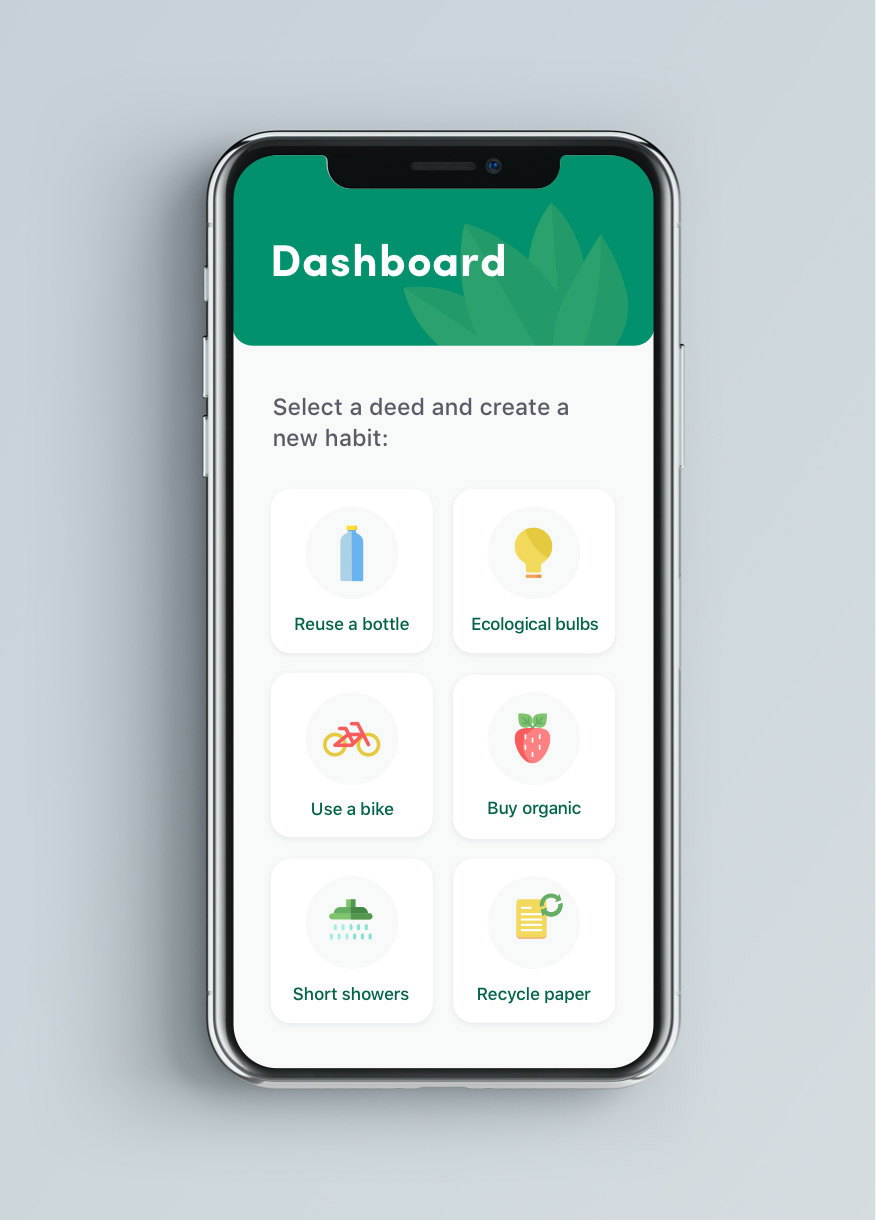 Dashboard
Select a deed and create a
new habit:
Reuse a bottle
Ecological bulbs
Use a bike
Buy organic
Short showers
Recycle paper